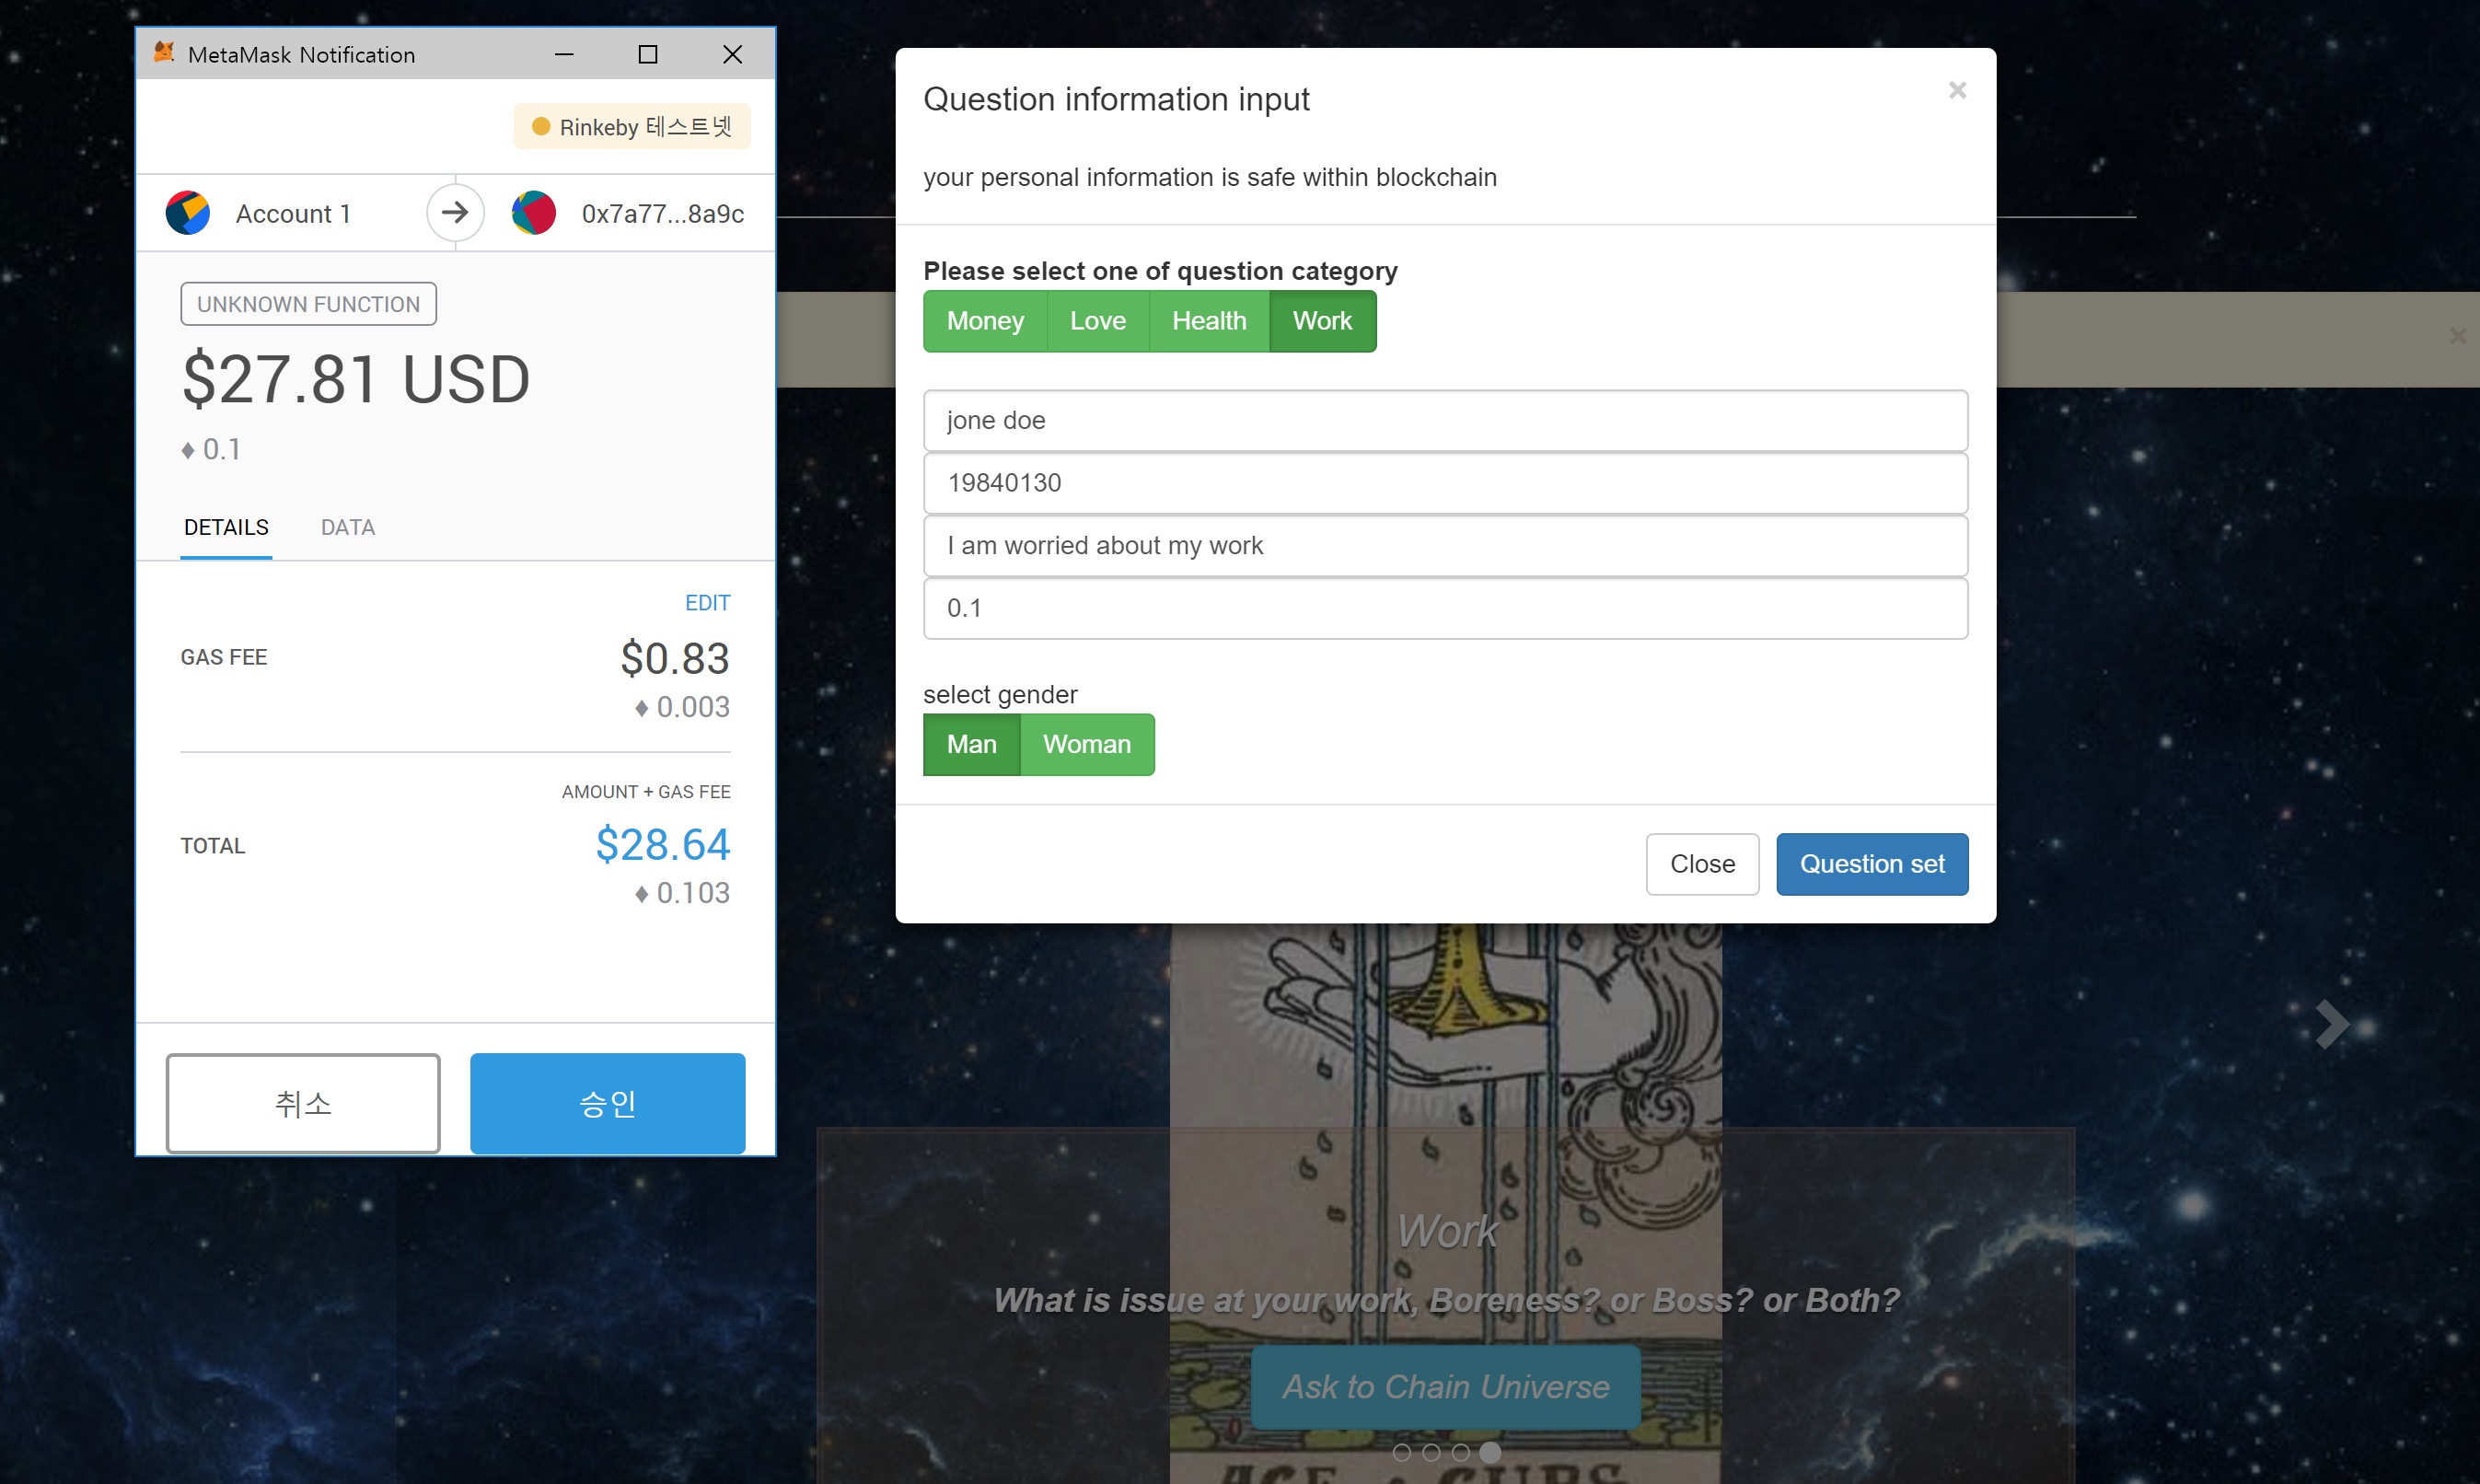 MetaMask Notification
Rinkeby 테스트넷
Account 1
0x7a77...8a9c
UNKNOWN FUNCTION
$27.81 USD
0.1
DETAILS DATA
EDIT
GAS FEE $0.83
0.003
AMOUNT + GAS FEE
TOTAL $28.64
0.103
취소 승인
Question information input
×
your personal information is safe within blockchain
Please select one of question category
Money Love Health Work
jone doe
19840130
I am worried about my work
0.1
select gender
Man Woman
Close Question set
×
Work
What is issue at your work, Boreness? or Boss? or Both?
Ask to Chain Universe
ACE of CUPS